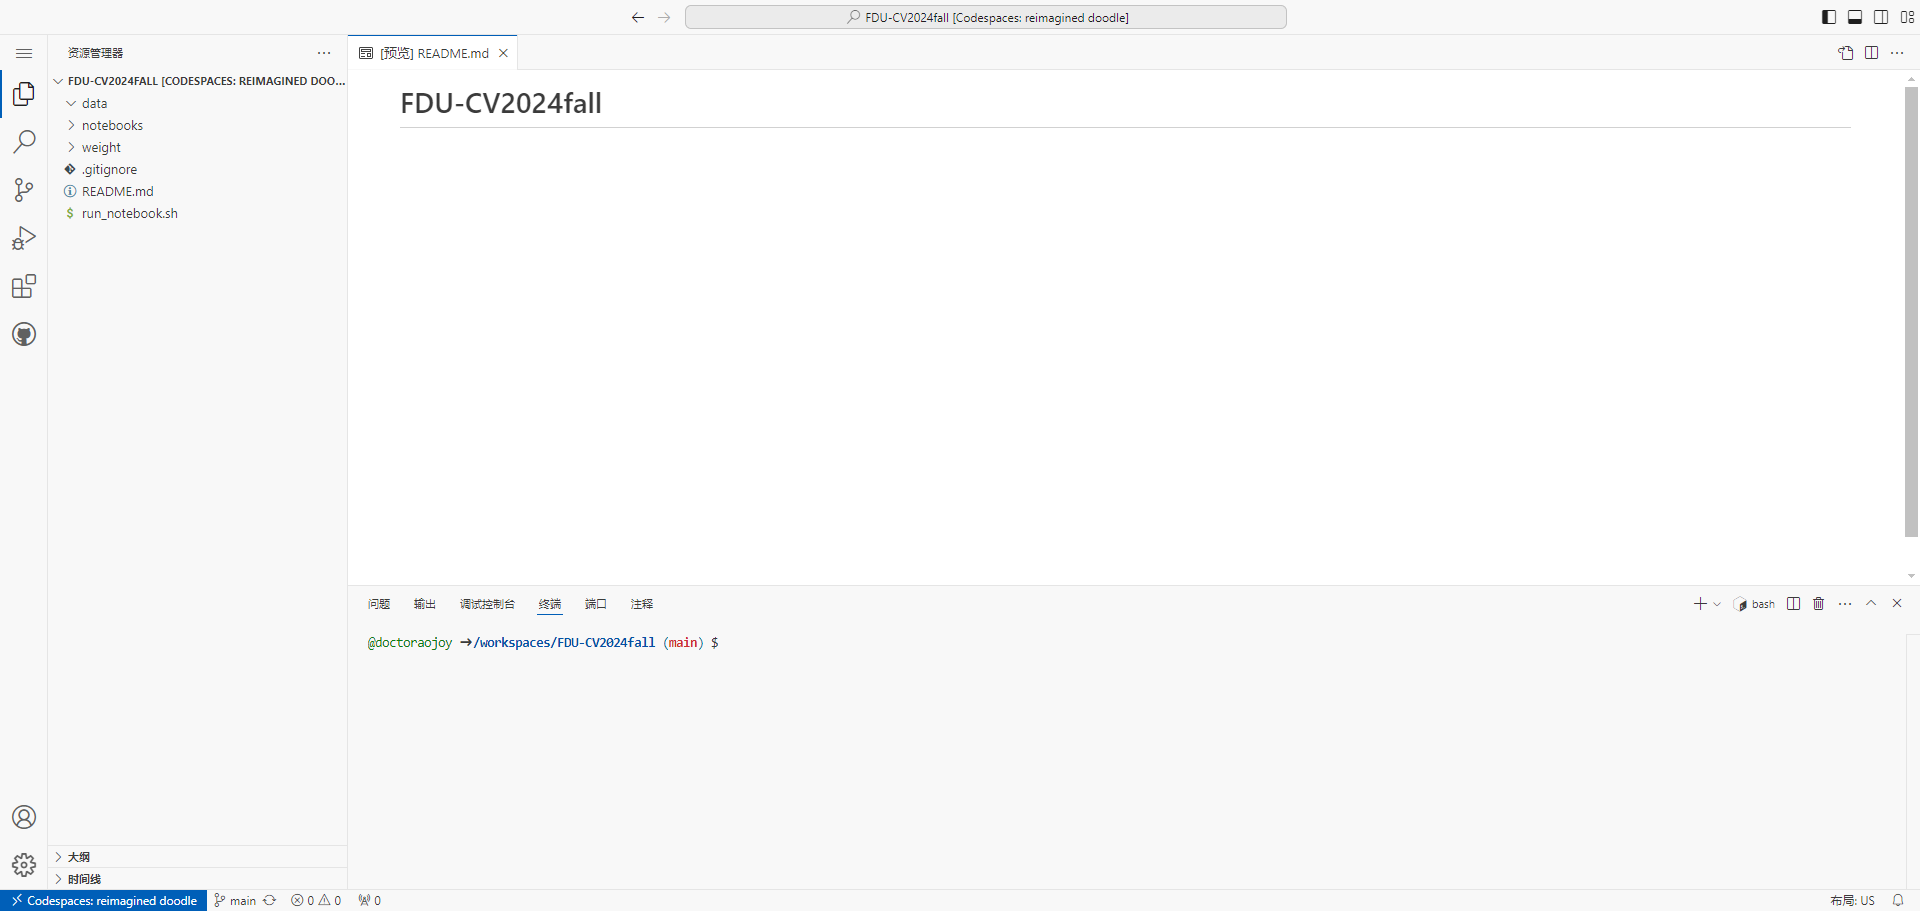 FDU-CV2024fall [Codespaces: reimagined doodle]
资源管理器
FDU-CV2024FALL [CODESPACES: REIMAGINED DOO...
data
notebooks
weight
.gitignore
README.md
$ run_notebook.sh
大纲
时间线
[预览] README.md
FDU-CV2024fall
问题 输出 调试控制台 终端 端口 注释
bash
@doctoraojoy →/workspaces/FDU-CV2024fall (main) $
Codespaces: reimagined doodle main 0 0 0 布局: US